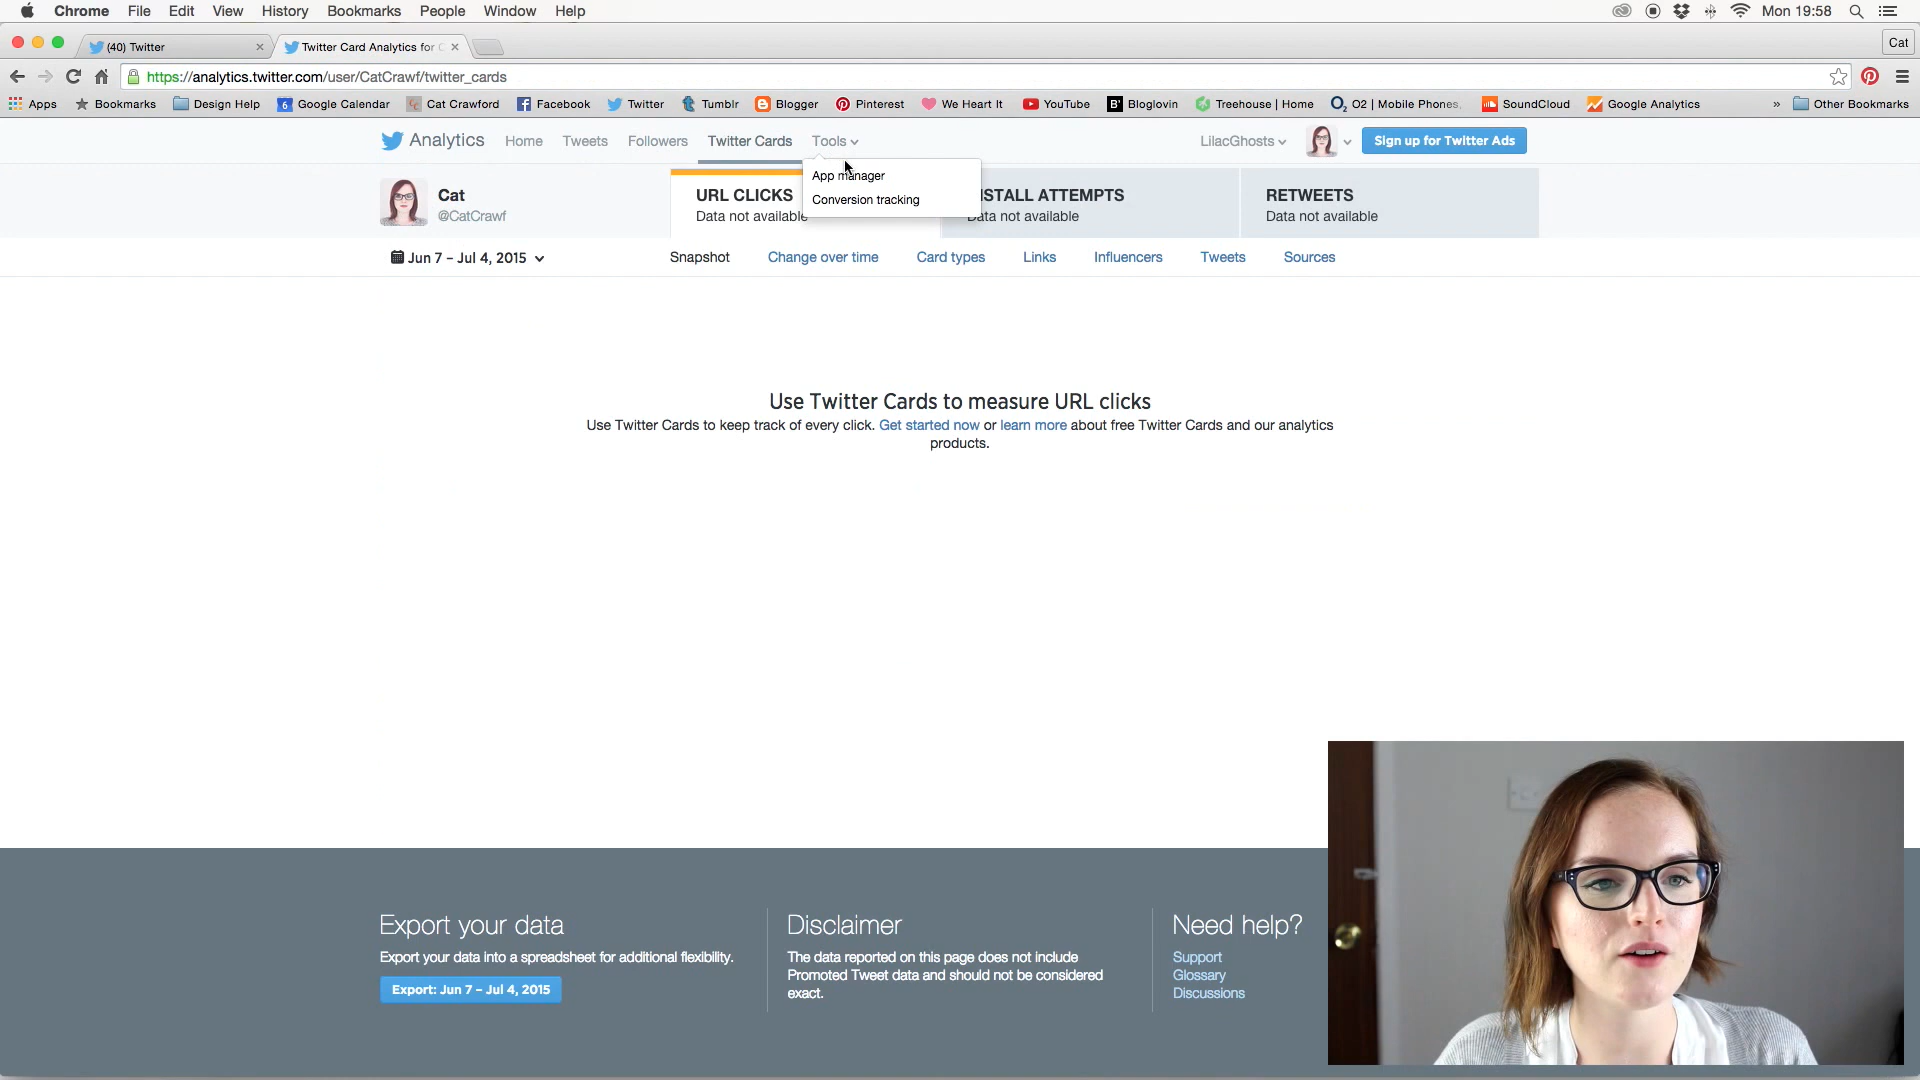 Chrome File Edit View History Bookmarks People Window Help Mon 19:58
(40) Twitter Twitter Card Analytics for C Cat
https://analytics.twitter.com/user/CatCrawf/twitter_cards
Apps Bookmarks Design Help 6 Google Calendar Cat Crawford Facebook Twitter Tumblr Blogger Pinterest We Heart It YouTube Bloglovin Treehouse | Home O2 | Mobile Phones, SoundCloud Google Analytics » Other Bookmarks
Analytics Home Tweets Followers Twitter Cards Tools LilacGhosts Sign up for Twitter Ads
App manager
Conversion tracking
Cat
@CatCrawf
URL CLICKS
Data not available
STALL ATTEMPTS
Data not available
RETWEETS
Data not available
Jun 7 – Jul 4, 2015 Snapshot Change over time Card types Links Influencers Tweets Sources
Use Twitter Cards to measure URL clicks
Use Twitter Cards to keep track of every click. Get started now or learn more about free Twitter Cards and our analytics
products.
Export your data
Export your data into a spreadsheet for additional flexibility.
Export: Jun 7 – Jul 4, 2015
Disclaimer
The data reported on this page does not include
Promoted Tweet data and should not be considered
exact.
Need help?
Support
Glossary
Discussions